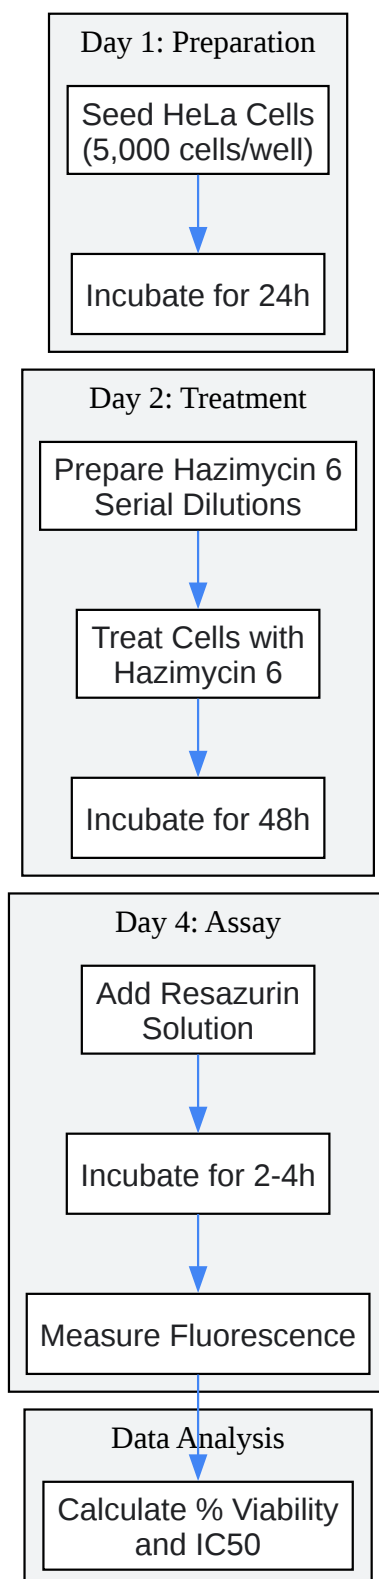 Day 1: Preparation
Seed HeLa Cells
(5,000 cells/well)
Incubate for 24h
Day 2: Treatment
Prepare Hazimycin 6
Serial Dilutions
Treat Cells with
Hazimycin 6
Incubate for 48h
Day 4: Assay
Add Resazurin
Solution
Incubate for 2-4h
Measure Fluorescence
Data Analysis
Calculate % Viability
and IC50